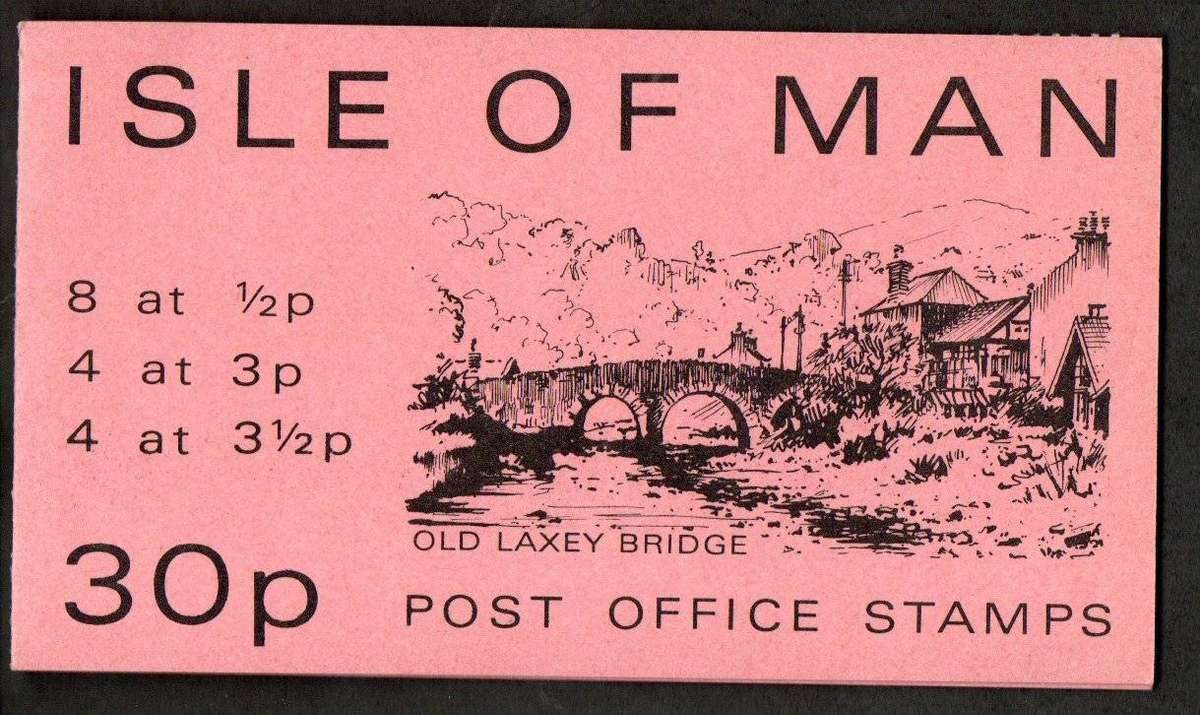 ISLE OF MAN
8 at ½p
4 at 3p
4 at 3½p
OLD LAXEY BRIDGE
30p
POST OFFICE STAMPS